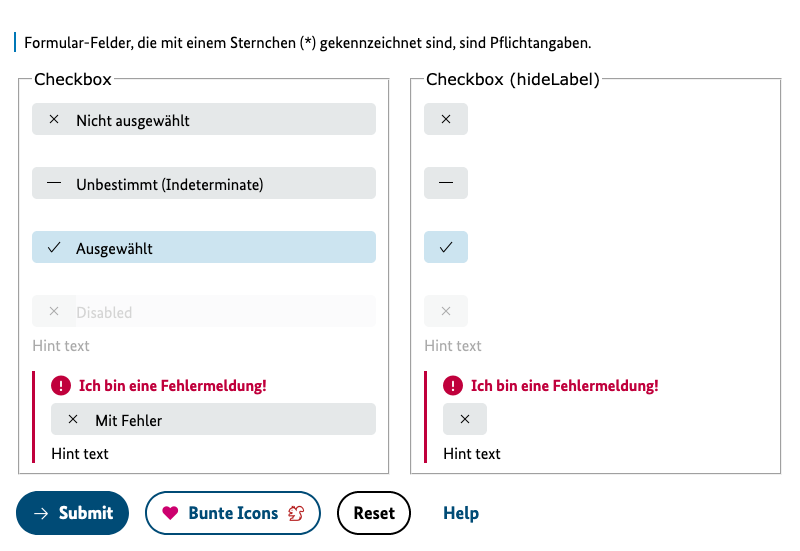 Formular-Felder, die mit einem Sternchen (*) gekennzeichnet sind, sind Pflichtangaben.
Checkbox
Nicht ausgewählt
Unbestimmt (Indeterminate)
Ausgewählt
Disabled
Hint text
Ich bin eine Fehlermeldung!
Mit Fehler
Hint text
Checkbox (hideLabel)
Hint text
Ich bin eine Fehlermeldung!
Hint text
Submit
Bunte Icons
Reset
Help